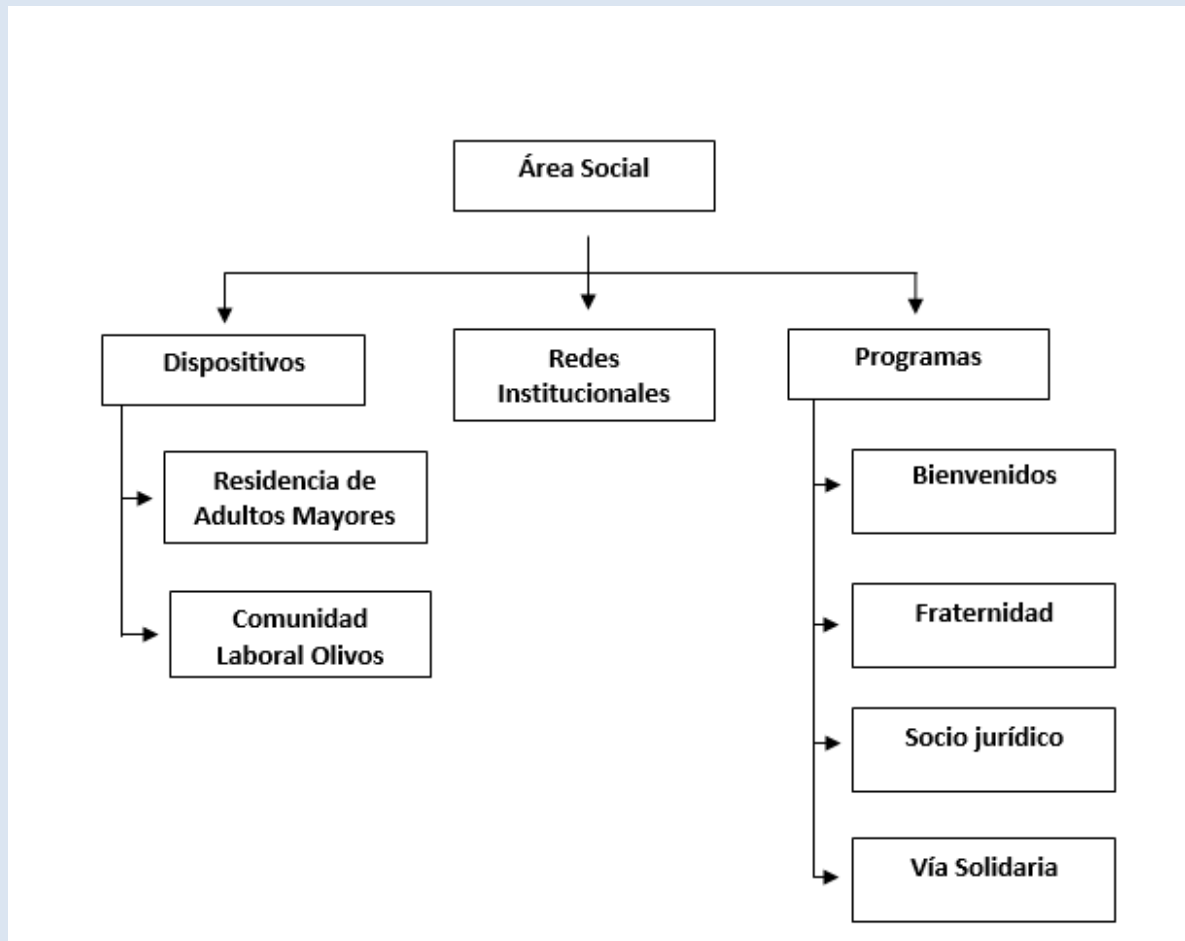 Área Social
Dispositivos
Redes
Institucionales
Programas
Residencia de
Adultos Mayores
Comunidad
Laboral Olivos
Bienvenidos
Fraternidad
Socio jurídico
Vía Solidaria